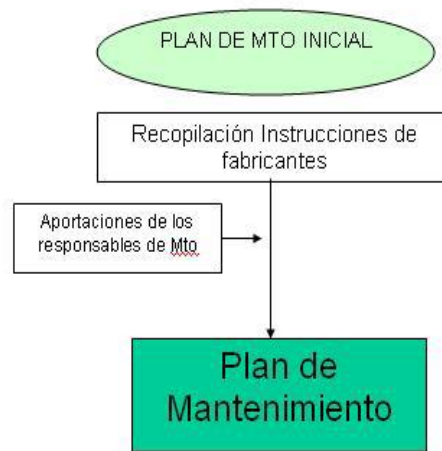 PLAN DE MTO INICIAL
Recopilación Instrucciones de
fabricantes
Aportaciones de los
responsables de Mto
Plan de
Mantenimiento